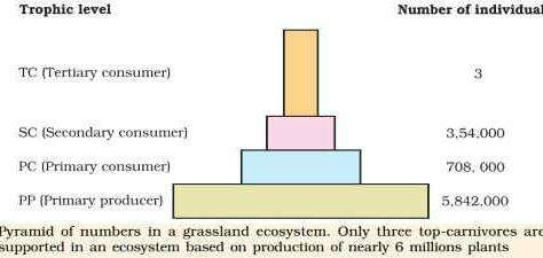 Trophic level Number of individual
TC (Tertiary consumer) 3
SC (Secondary consumer) 3,54,000
PC (Primary consumer) 708, 000
PP (Primary producer) 5,842,000
Pyramid of numbers in a grassland ecosystem. Only three top-carnivores are
supported in an ecosystem based on production of nearly 6 millions plants